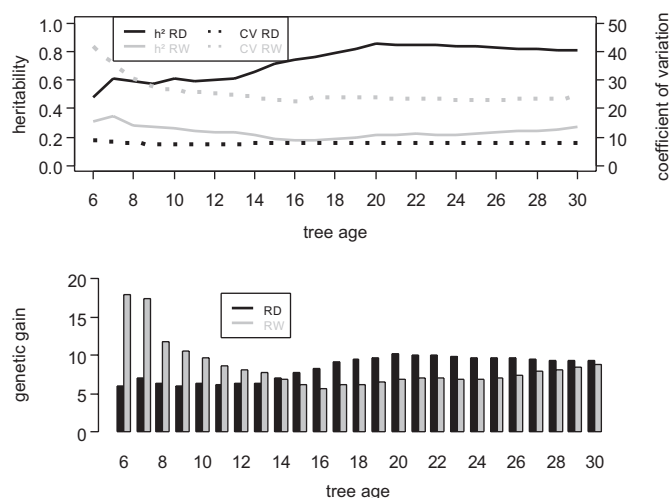 h² RD
CV RD
h² RW
CV RW
heritability
1.0
0.8
0.6
0.4
0.2
0.0
50
40
30
20
10
0
coefficient of variation
6 8 10 12 14 16 18 20 22 24 26 28 30
tree age
genetic gain
20
15
10
5
0
RD
RW
6 8 10 12 14 16 18 20 22 24 26 28 30
tree age